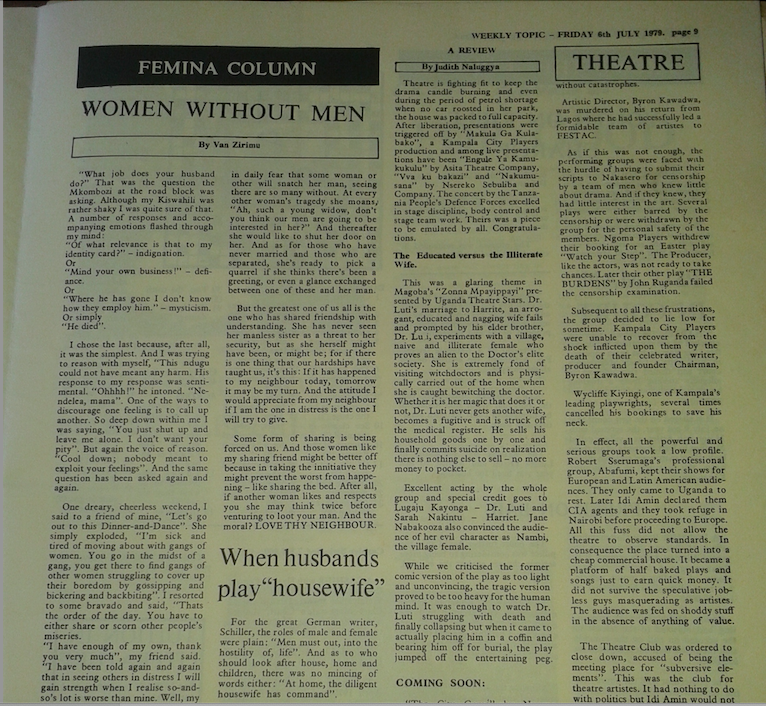 WEEKLY TOPIC – FRIDAY 6th JULY 1979. page 9
FEMINA COLUMN
WOMEN WITHOUT MEN
By Van Zirimu
"What job does your husband
do?" That was the question the
Mkombozi at the road block was
asking. Although my Kiswahili was
rather shaky I was quite sure of that.
A number of responses and acco-
mpanying emotions flashed through
my mind:
"Of what relevance is that to my
identity card?" – indignation.
Or
"Mind your own business!" – defi-
ance.
Or
"Where he has gone I don't know
how they employ him." – mysticism.
Or simply
"He died".
I chose the last because, after all,
it was the simplest. And I was trying
to reason with myself, "This ndugu
could not have meant any harm. His
response to my response was senti-
mental. "Ohhhh!" he intoned. "Ne-
ndelea, mama". One of the ways to
discourage one feeling is to call up
another. So deep down within me I
was saying, "You just shut up and
leave me alone. I don't want your
pity". But again the voice of reason.
"Cool down; nobody meant to
exploit your feelings". And the same
question has been asked again and
again.
One dreary, cheerless weekend, I
said to a friend of mine, "Let's go
out to this Dinner-and-Dance". She
simply exploded, "I'm sick and
tired of moving about with gangs of
women. You go in the midst of a
gang, you get there to find gangs of
other women struggling to cover up
their boredom by gossipping and
bickering and backbiting". I resorted
to some bravado and said, "Thats
the order of the day. You have to
either share or scorn other people's
miseries.
"I have enough of my own, thank
you very much", my friend said.
"I have been told again and again
that in seeing others in distress I will
gain strength when I realise so-and-
so's lot is worse than mine. Well, my
in daily fear that some woman or
other will snatch her man, seeing
there are so many without. At every
other woman's tragedy she moans,
"Ah, such a young widow, don't
you think our men are going to be
interested in her?" And thereafter
she would like to shut her door on
her. And as for those who have
never married and those who are
separated, she's ready to pick a
quarrel if she thinks there's been a
greeting, or even a glance exchanged
between one of these and her man.
But the greatest one of us all is the
one who has shared friendship with
understanding. She has never seen
her manless sister as a threat to her
security, but as she herself might
have been, or might be; for if there
is one thing that our hardships have
taught us, it's this: If it has happened
to my neighbour today, tomorrow
it may be my turn. And the attitude I
would appreciate from my neighbour
if I am the one in distress is the one I
will try to give.
Some form of sharing is being
forced on us. And those women like
my sharing friend might be better off
because in taking the innitiative they
might prevent the worst from happe-
ning – like sharing the bed. After all,
if another woman likes and respects
you she may think twice before
venturing to loot your man. And the
moral? LOVE THY NEIGHBOUR.
When husbands
play "housewife"
For the great German writer,
Schiller, the roles of male and female
were plain: "Men must out, into the
hostility of, life". And as to who
should look after house, home and
children, there was no mincing of
words either: "At home, the diligent
housewife has command".
A REVIEW
By Judith Naluggya
THEATRE
Theatre is fighting fit to keep the
drama candle burning and even
during the period of petrol shortage
when no car roosted in her park,
the house was packed to full capacity.
After liberation, presentations were
triggered off by "Makula Ga Kula-
bako", a Kampala City Players
production and among live presenta-
tions have been "Engule Ya Kamu-
kukulu" by Asita Theatre Company,
"Vva ku bakazi" and "Nakumu-
sana" by Nsereko Sebuliba and
Company. The concert by the Tanza-
nia People's Defence Forces excelled
in stage discipline, body control and
stage team work. Theirs was a piece
to be emulated by all. Congratula-
tions.
The Educated versus the Illiterate
Wife.
This was a glaring theme in
Magoba's "Zonna Mpayippayi" pre-
sented by Uganda Theatre Stars. Dr.
Luti's marriage to Harrite, an arro-
gant, educated and nagging wife fails
and prompted by his elder brother,
Dr. Lu i, experiments with a village,
naive and illiterate female who
proves an alien to the Doctor's elite
society. She is extremely fond of
visiting witchdoctors and is physi-
cally carried out of the home when
she is caught bewitching the doctor.
Whether it is her magic that does it or
not, Dr. Luti never gets another wife,
becomes a fugitive and is struck off
the medical register. He sells his
household goods one by one and
finally commits suicide on realisation
there is nothing else to sell – no more
money to pocket.
Excellent acting by the whole
group and special credit goes to
Lugaju Kayonga – Dr. Luti and
Sarah Nakintu – Harriet. Jane
Nabakooza also convinced the audie-
nce of her evil character as Nambi,
the village female.
While we criticised the former
comic version of the play as too light
and unconvincing, the tragic version
proved to be too heavy for the human
mind. It was enough to watch Dr.
Luti struggling with death and
finally collapsing but when it came to
actually placing him in a coffin and
bearing him off for burial, the play
jumped off the entertaining peg.
COMING SOON:
without catastrophes.
Artistic Director, Byron Kawadwa,
was murdered on his return from
Lagos where he had successfully led a
formidable team of artistes to
FESTAC.
As if this was not enough, the
performing groups were faced with
the hurdle of having to submit their
scripts to Nakasero for censorship
by a team of men who knew little
about drama. And if they knew, they
had little interest in the art. Several
plays were either barred by the
censorship or were withdrawn by the
group for the personal safety of the
members. Ngoma Players withdrew
their booking for an Easter play
"Watch your Step". The Producer,
like the actors, was not ready to take
chances. Later their other play "THE
BURDENS" by John Ruganda failed
the censorship examination.
Subsequent to all these frustrations,
the group decided to lie low for
sometime. Kampala City Players
were unable to recover from the
shock inflicted upon them by the
death of their celebrated writer,
producer and founder Chairman,
Byron Kawadwa.
Wycliffe Kiyingi, one of Kampala's
leading playwrights, several times
cancelled his bookings to save his
neck.
In effect, all the powerful and
serious groups took a low profile.
Robert Sserumaga's professional
group, Abafumi, kept their shows for
European and Latin American audie-
nces. They only came to Uganda to
rest. Later Idi Amin declared them
CIA agents and they took refuge in
Nairobi before proceeding to Europe.
All this fuss did not allow the
theatre to observe standards. In
consequence the place turned into a
cheap commercial house. It became a
platform of half baked plays and
songs just to earn quick money. It
did not survive the speculative job-
less guys masquerading as artistes.
The audience was fed on shoddy stuff
in the absence of anything of value.
The Theatre Club was ordered to
close down, accused of being the
meeting place for "subversive ele-
ments". This was the club for
theatre artistes. It had nothing to do
with politics but Idi Amin would not